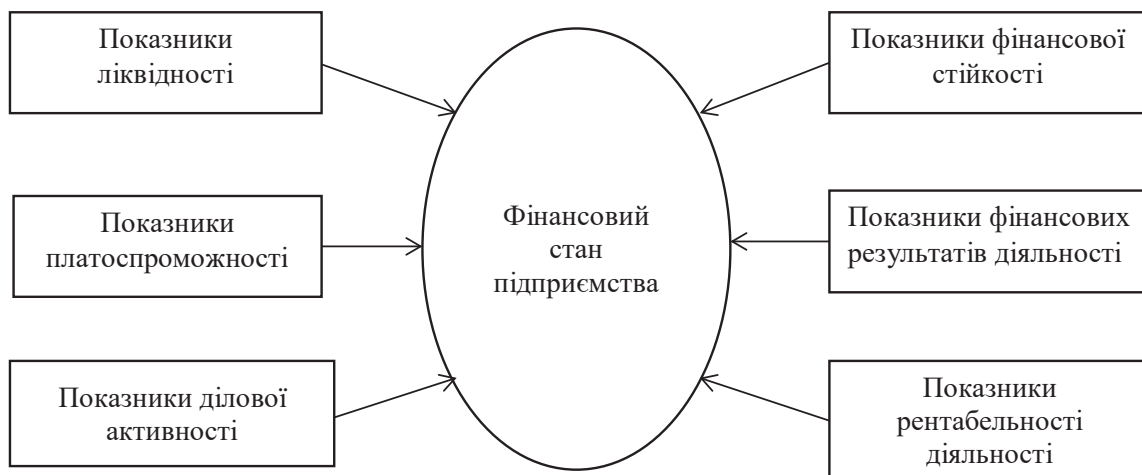 Показники
ліквідності
Показники
платоспроможності
Показники ділової
активності
Фінансовий
стан
підприємства
Показники фінансової
стійкості
Показники фінансових
результатів діяльності
Показники
рентабельності
діяльності